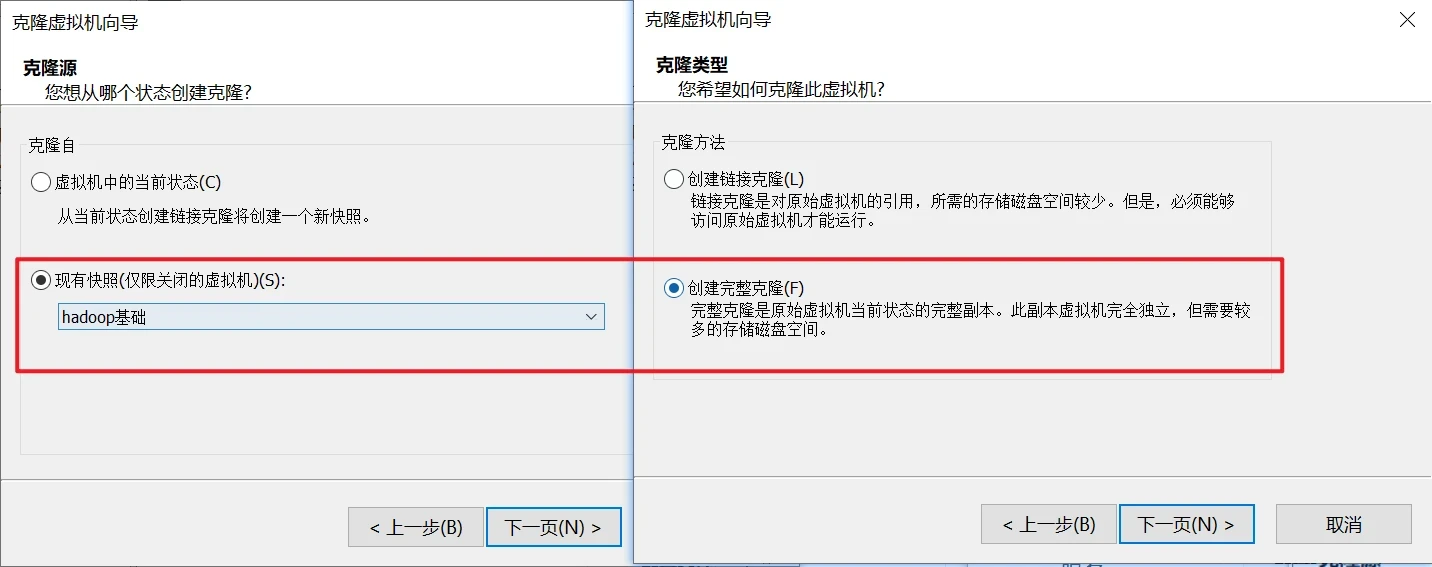 克隆虚拟机向导
克隆源
您想从哪个状态创建克隆?
克隆自
虚拟机中的当前状态(C)
从当前状态创建链接克隆将创建一个新快照。
现有快照(仅限关闭的虚拟机)(S):
hadoop基础
< 上一步(B)
下一页(N) >
克隆虚拟机向导
克隆类型
您希望如何克隆此虚拟机?
克隆方法
创建链接克隆(L)
链接克隆是对原始虚拟机的引用，所需的存储磁盘空间较少。但是，必须能够
访问原始虚拟机才能运行。
创建完整克隆(F)
完整克隆是原始虚拟机当前状态的完整副本。此副本虚拟机完全独立，但需要较
多的存储磁盘空间。
< 上一步(B)
下一页(N) >
取消